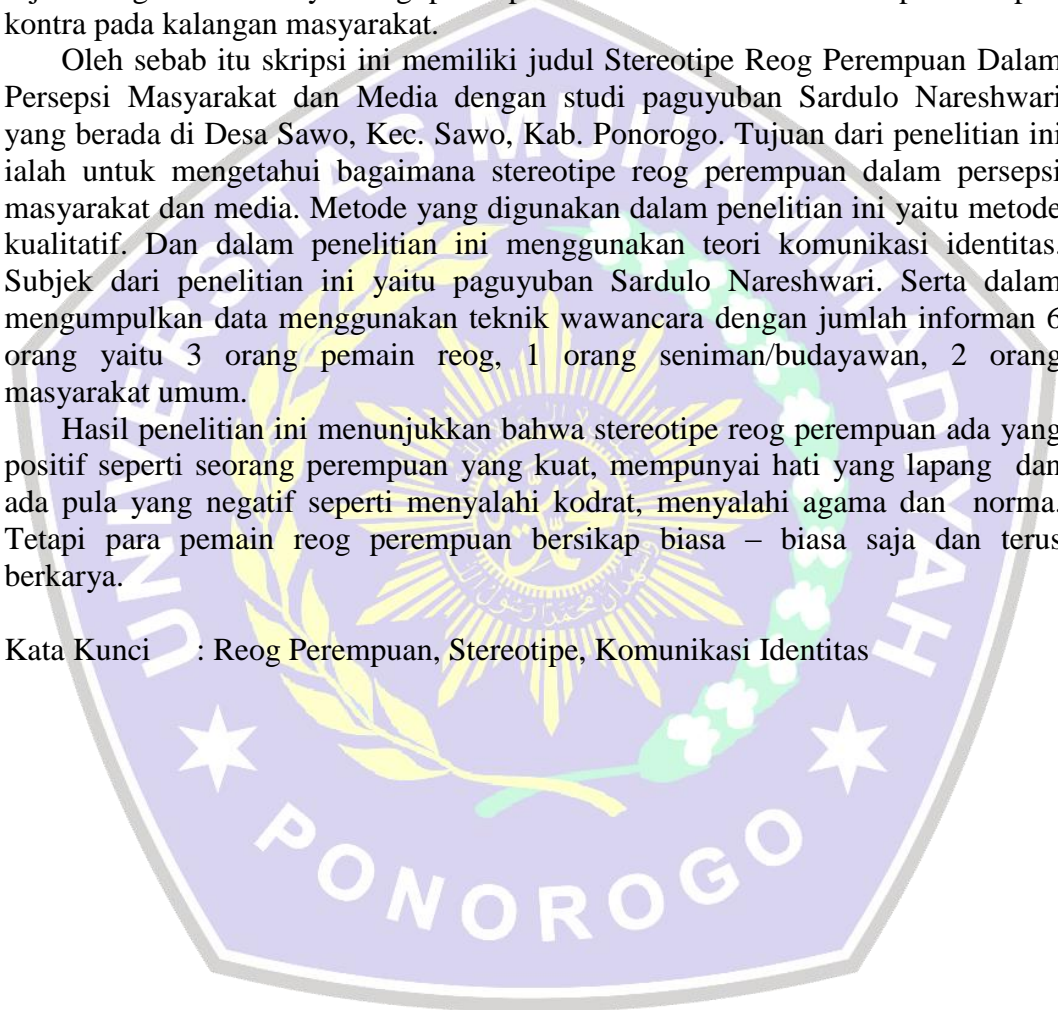 kontra pada kalangan masyarakat.
Oleh sebab itu skripsi ini memiliki judul Stereotipe Reog Perempuan Dalam
Persepsi Masyarakat dan Media dengan studi paguyuban Sardulo Nareshwari
yang berada di Desa Sawo, Kec. Sawo, Kab. Ponorogo. Tujuan dari penelitian ini
ialah untuk mengetahui bagaimana stereotipe reog perempuan dalam persepsi
masyarakat dan media. Metode yang digunakan dalam penelitian ini yaitu metode
kualitatif. Dan dalam penelitian ini menggunakan teori komunikasi identitas.
Subjek dari penelitian ini yaitu paguyuban Sardulo Nareshwari. Serta dalam
mengumpulkan data menggunakan teknik wawancara dengan jumlah informan 6
orang yaitu 3 orang pemain reog, 1 orang seniman/budayawan, 2 orang
masyarakat umum.
Hasil penelitian ini menunjukkan bahwa stereotipe reog perempuan ada yang
positif seperti seorang perempuan yang kuat, mempunyai hati yang lapang dan
ada pula yang negatif seperti menyalahi kodrat, menyalahi agama dan norma.
Tetapi para pemain reog perempuan bersikap biasa – biasa saja dan terus
berkarya.
Kata Kunci : Reog Perempuan, Stereotipe, Komunikasi Identitas
UNIVERSITAS MUHAMMADIYAH
PONOROGO